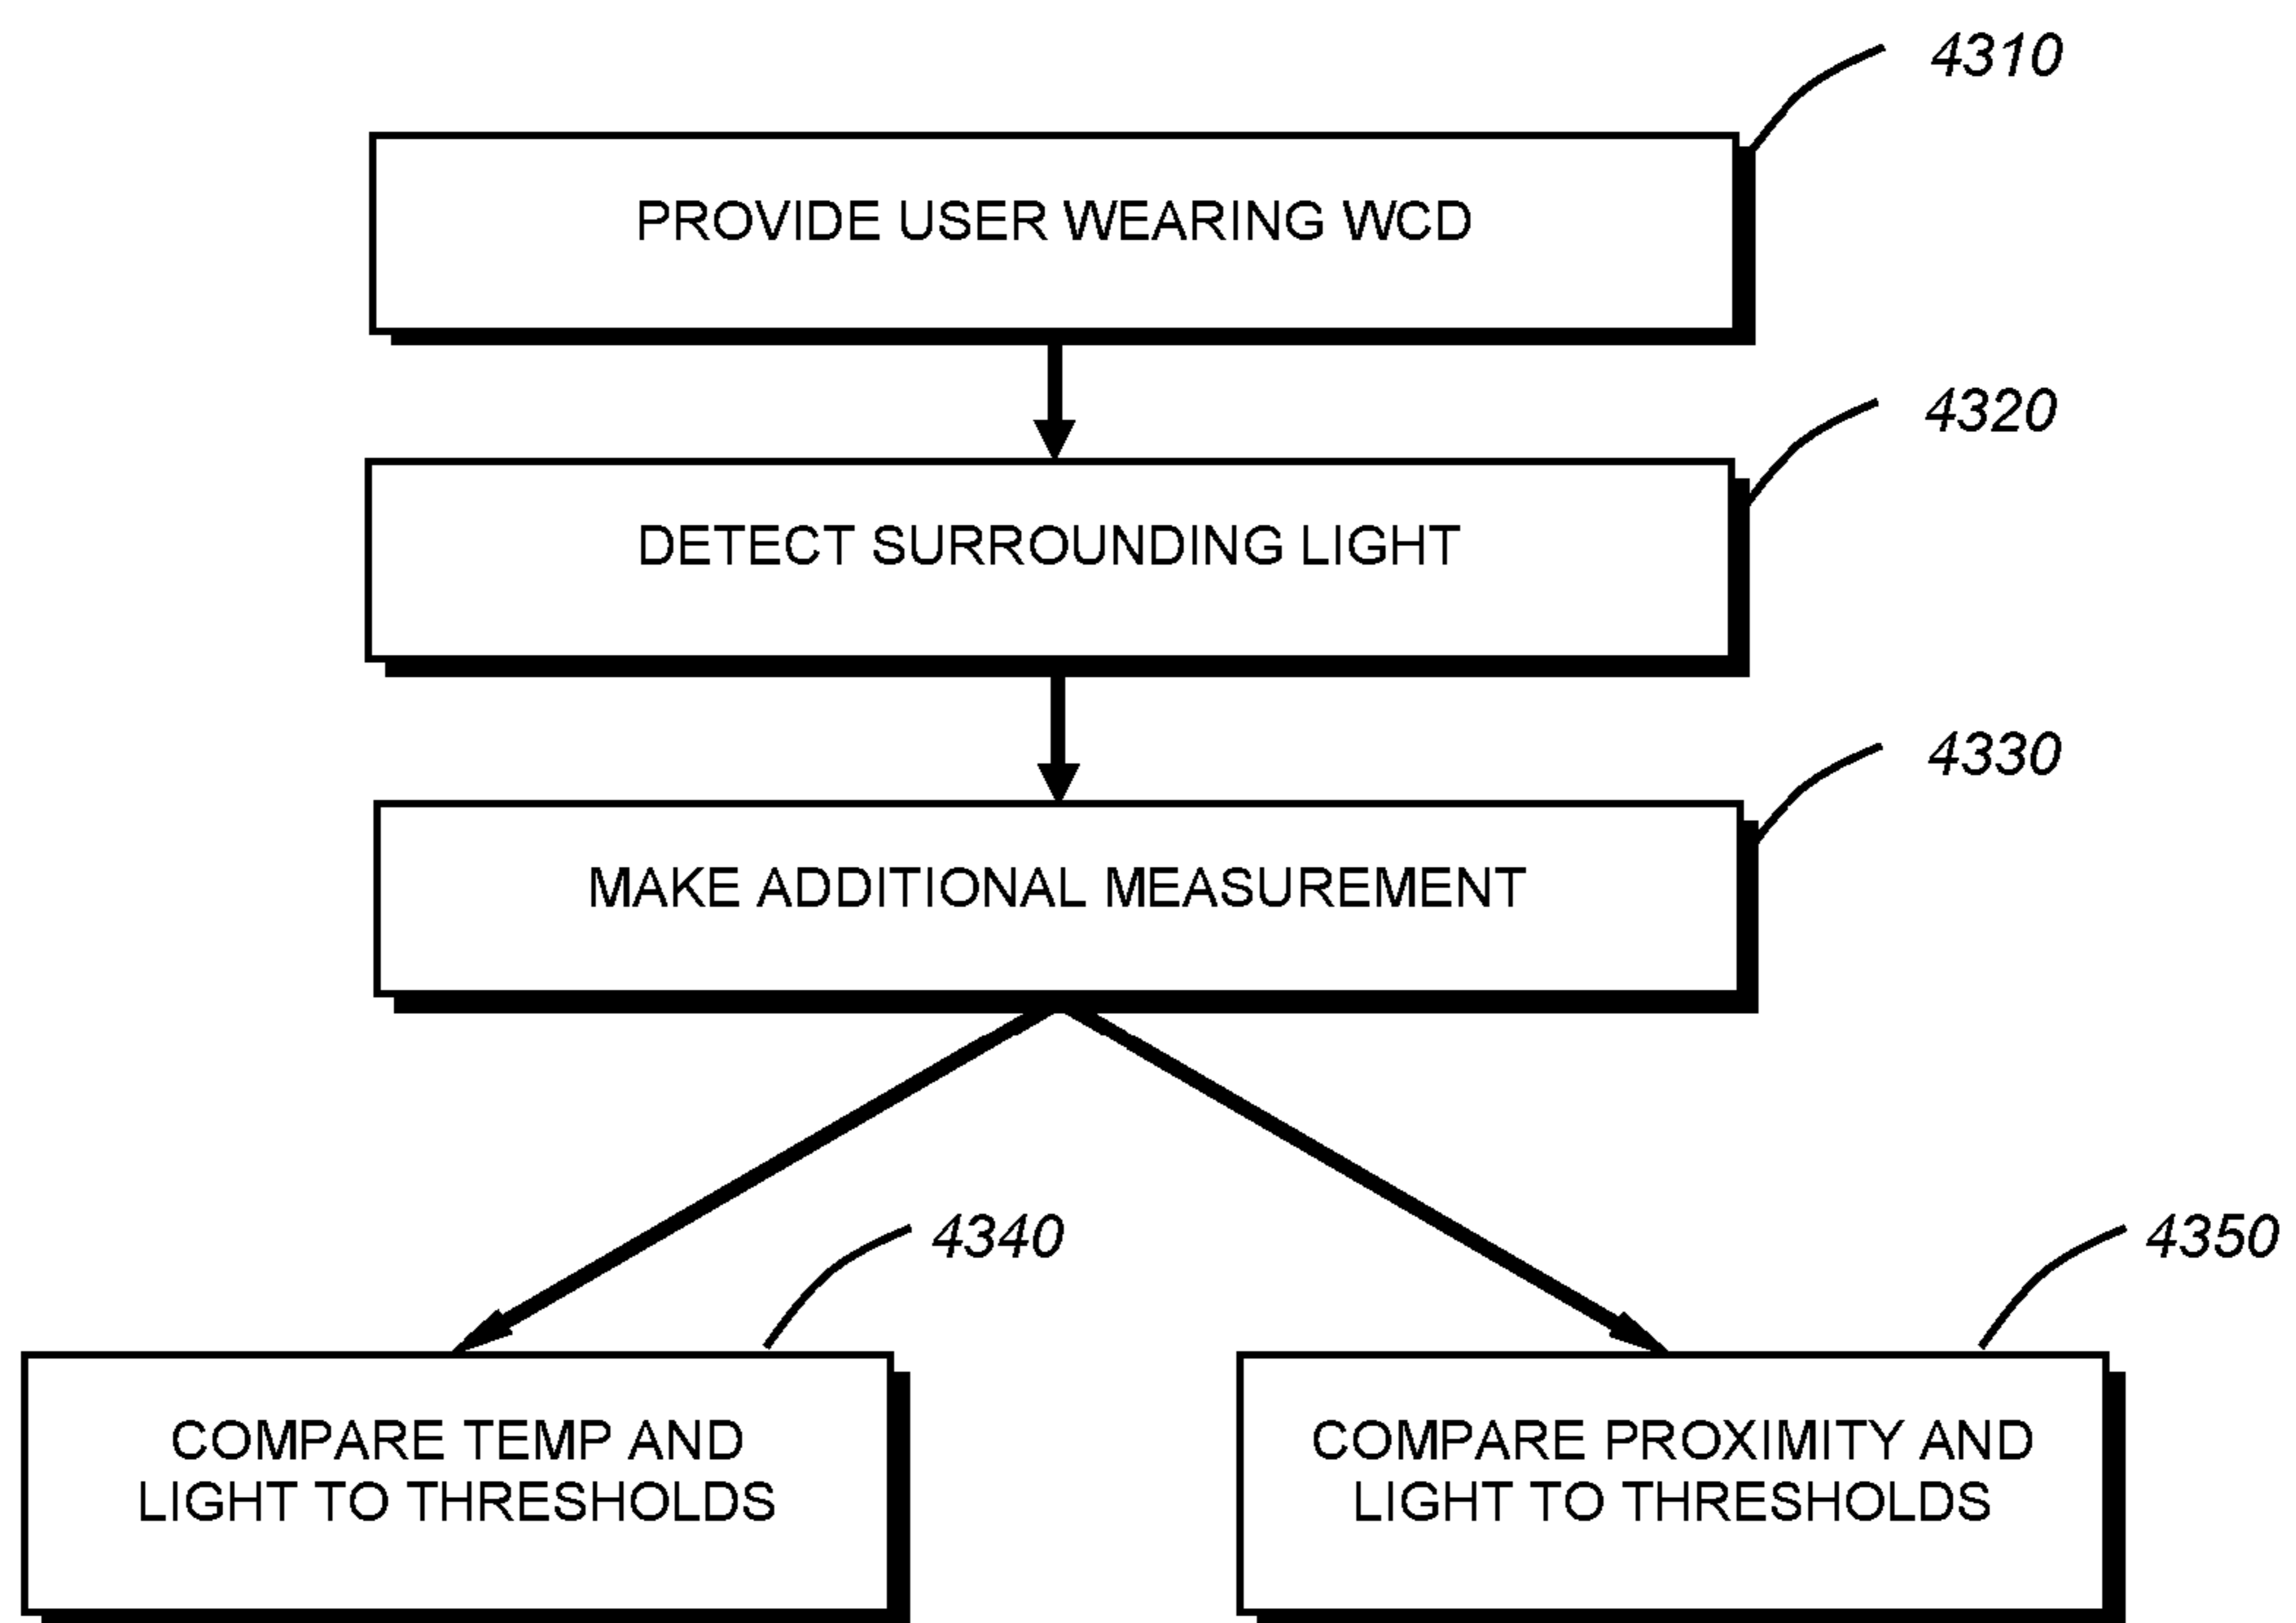 4310
PROVIDE USER WEARING WCD
4320
DETECT SURROUNDING LIGHT
4330
MAKE ADDITIONAL MEASUREMENT
4340
COMPARE TEMP AND
LIGHT TO THRESHOLDS
4350
COMPARE PROXIMITY AND
LIGHT TO THRESHOLDS